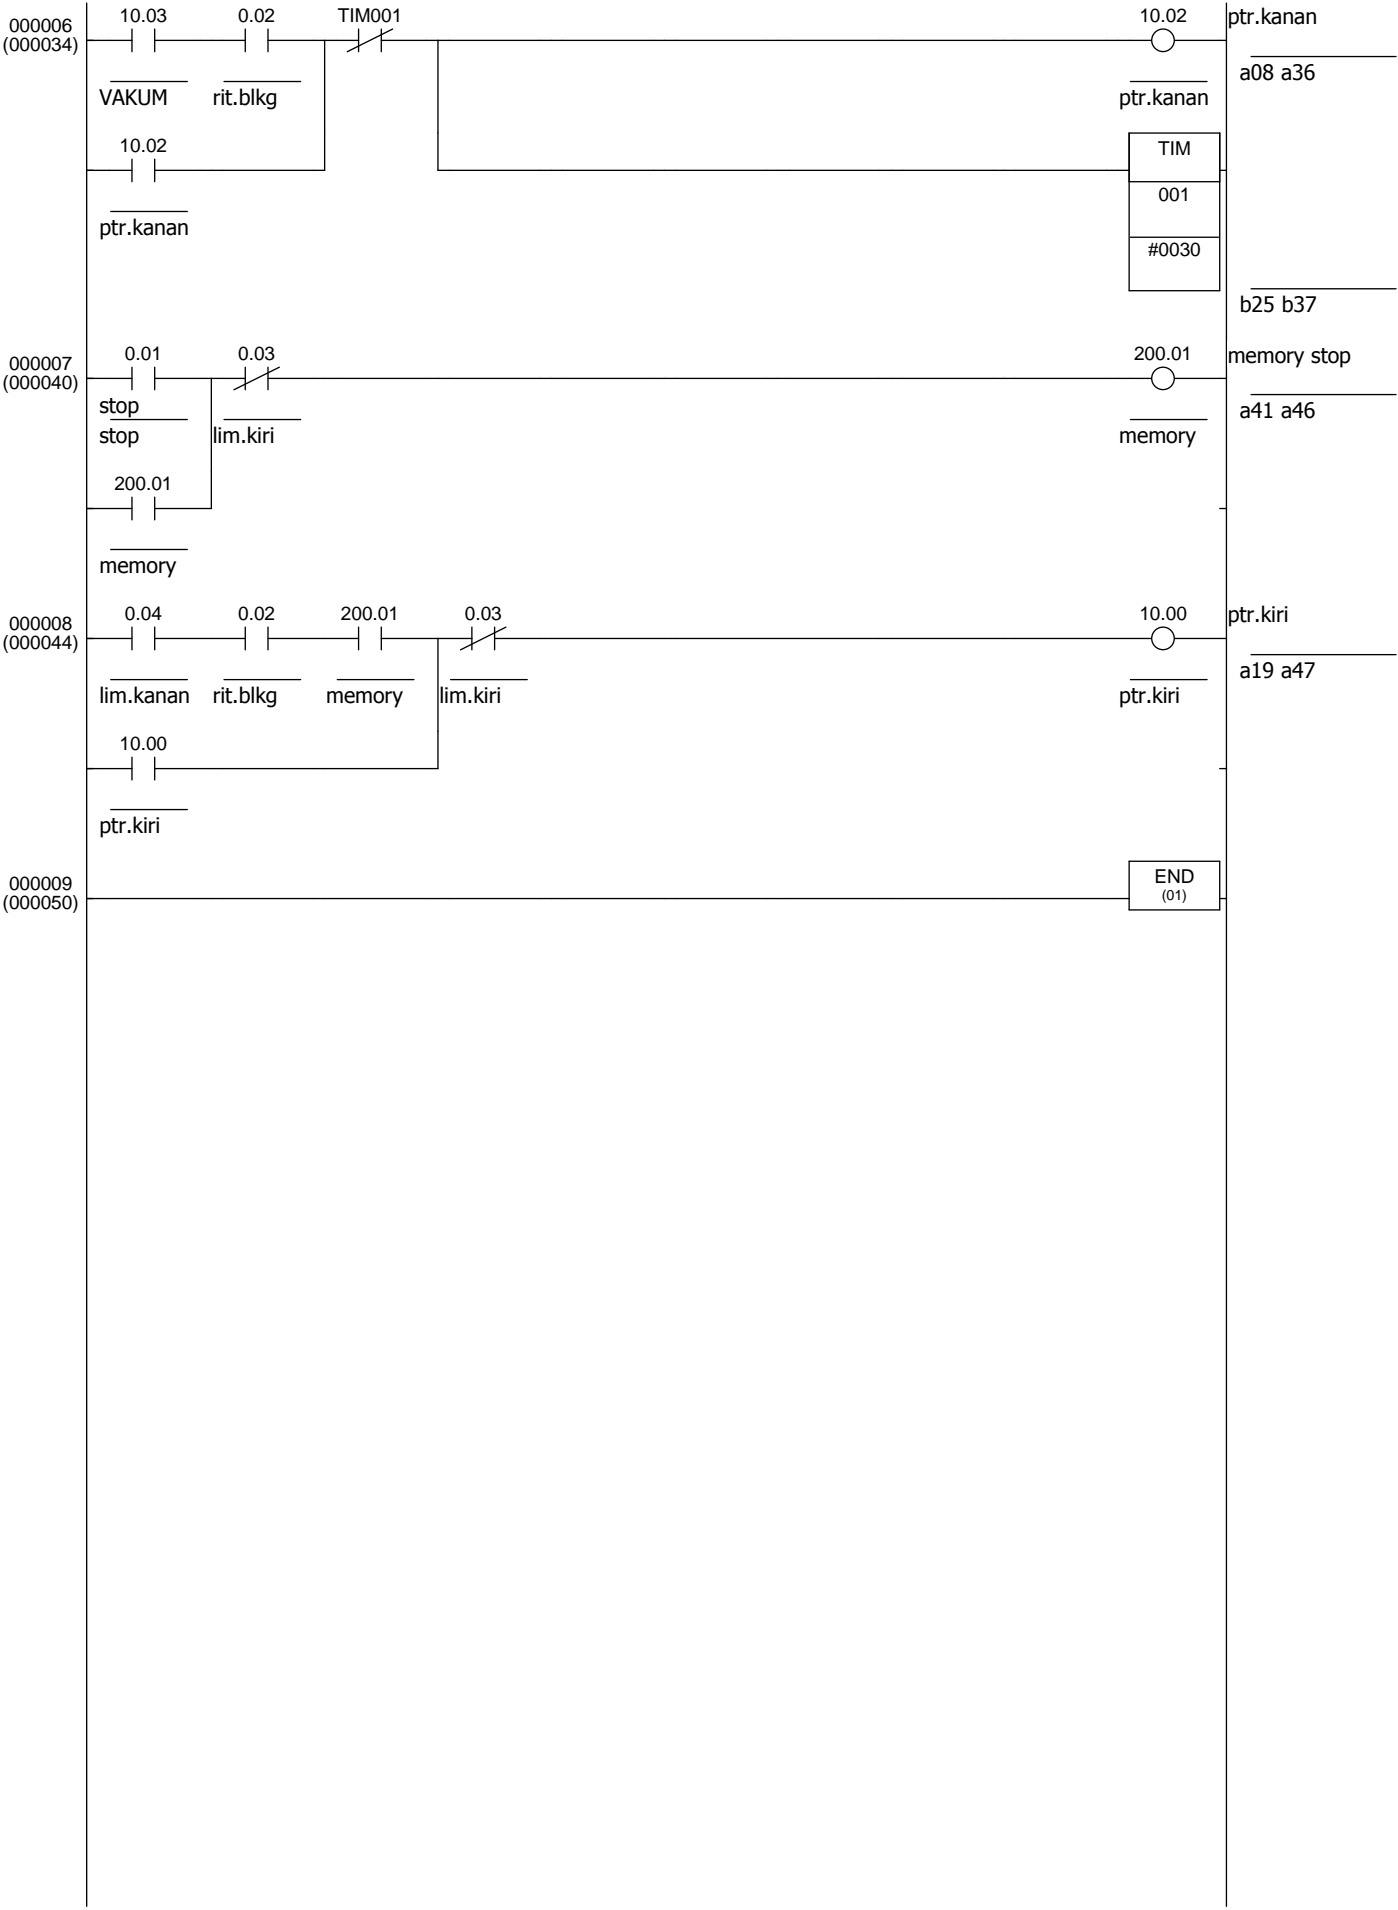 000006
(000034)
10.03 0.02 TIM001 10.02 ptr.kanan
VAKUM rit.blkg ptr.kanan a08 a36
10.02 TIM
001
ptr.kanan
#0030
b25 b37
000007
(000040)
0.01 0.03 200.01 memory stop
stop
stop lim.kiri memory a41 a46
200.01
memory
000008
(000044)
0.04 0.02 200.01 0.03 10.00 ptr.kiri
lim.kanan rit.blkg memory lim.kiri ptr.kiri a19 a47
10.00
ptr.kiri
000009
(000050)
END
(01)